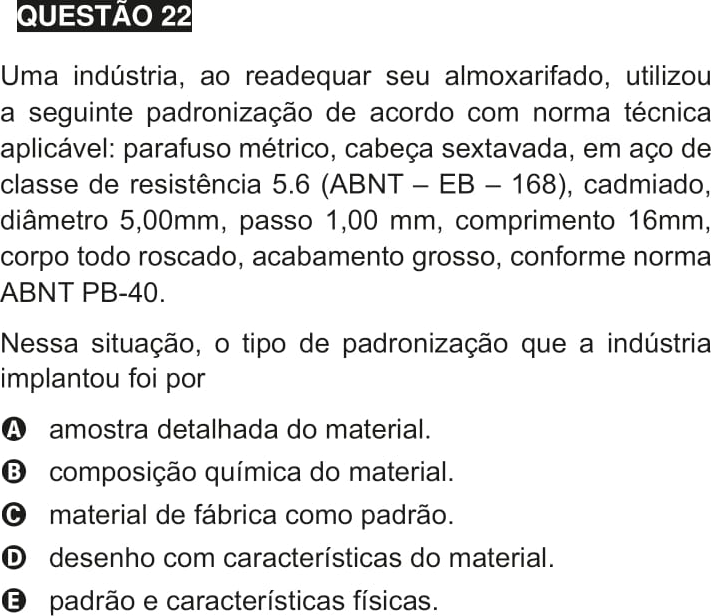 QUESTÃO 22
Uma indústria, ao readequar seu almoxarifado, utilizou
a seguinte padronização de acordo com norma técnica
aplicável: parafuso métrico, cabeça sextavada, em aço de
classe de resistência 5.6 (ABNT – EB – 168), cadmiado,
diâmetro 5,00mm, passo 1,00 mm, comprimento 16mm,
corpo todo roscado, acabamento grosso, conforme norma
ABNT PB-40.
Nessa situação, o tipo de padronização que a indústria
implantou foi por
A amostra detalhada do material.
B composição química do material.
C material de fábrica como padrão.
D desenho com características do material.
E padrão e características físicas.